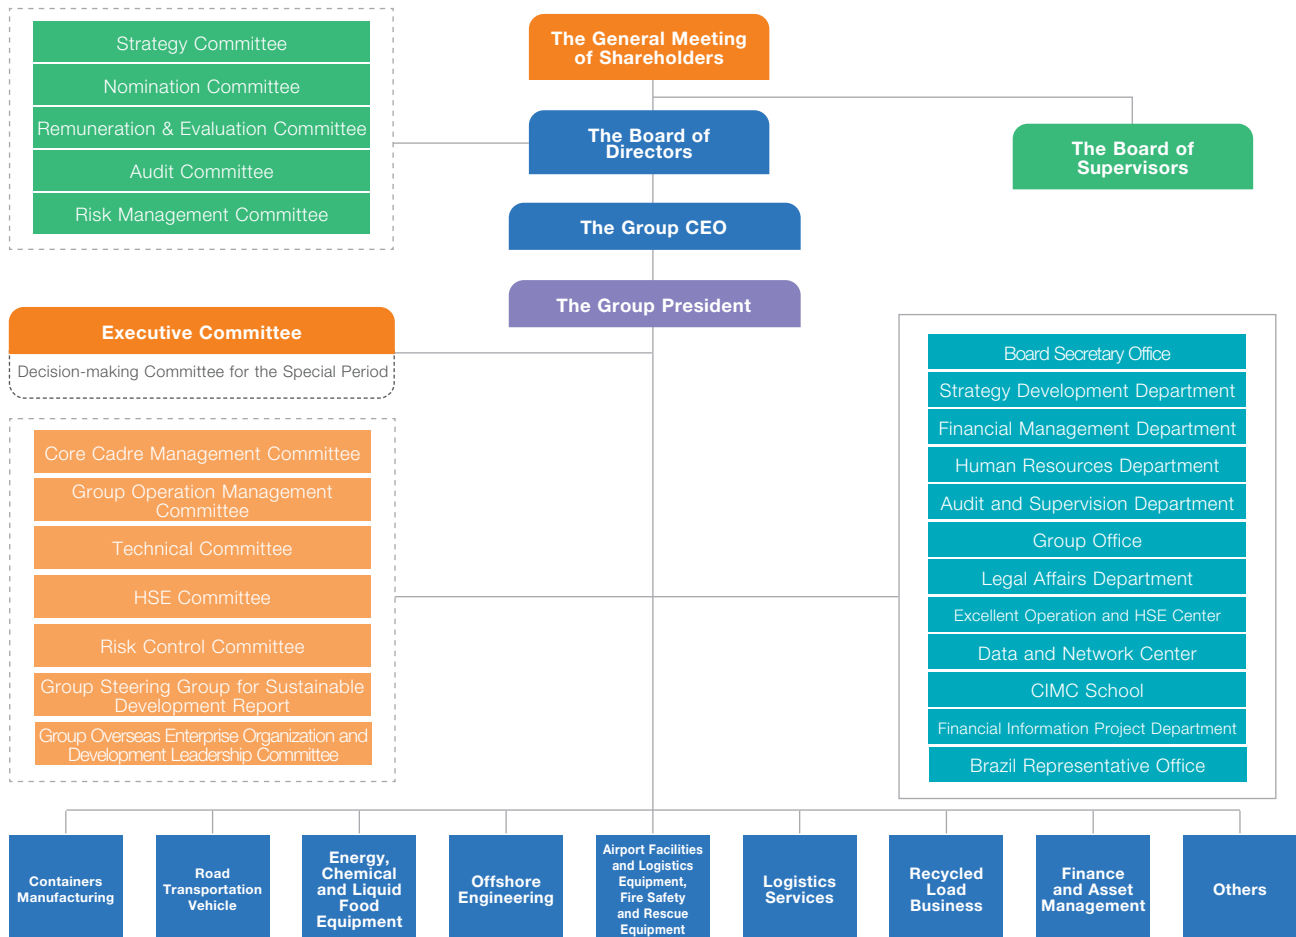 Strategy Committee
Nomination Committee
Remuneration & Evaluation Committee
Audit Committee
Risk Management Committee
The General Meeting
of Shareholders
The Board of
Directors
The Board of
Supervisors
The Group CEO
The Group President
Executive Committee
Decision-making Committee for the Special Period
Core Cadre Management Committee
Group Operation Management
Committee
Technical Committee
HSE Committee
Risk Control Committee
Group Steering Group for Sustainable
Development Report
Group Overseas Enterprise Organization and
Development Leadership Committee
Board Secretary Office
Strategy Development Department
Financial Management Department
Human Resources Department
Audit and Supervision Department
Group Office
Legal Affairs Department
Excellent Operation and HSE Center
Data and Network Center
CIMC School
Financial Information Project Department
Brazil Representative Office
Containers
Manufacturing
Road
Transportation
Vehicle
Energy,
Chemical
and Liquid
Food
Equipment
Offshore
Engineering
Airport Facilities
and Logistics
Equipment,
Fire Safety
and Rescue
Equipment
Logistics
Services
Recycled
Load
Business
Finance
and Asset
Management
Others